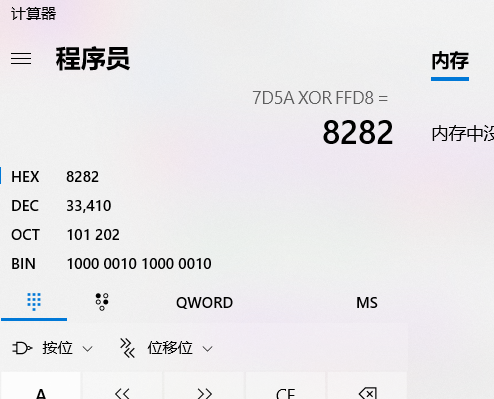 计算器
程序员
内存
7D5A XOR FFD8 =
8282
内存中没
HEX 8282
DEC 33,410
OCT 101 202
BIN 1000 0010 1000 0010
QWORD MS
按位 位移位
A << >> CE